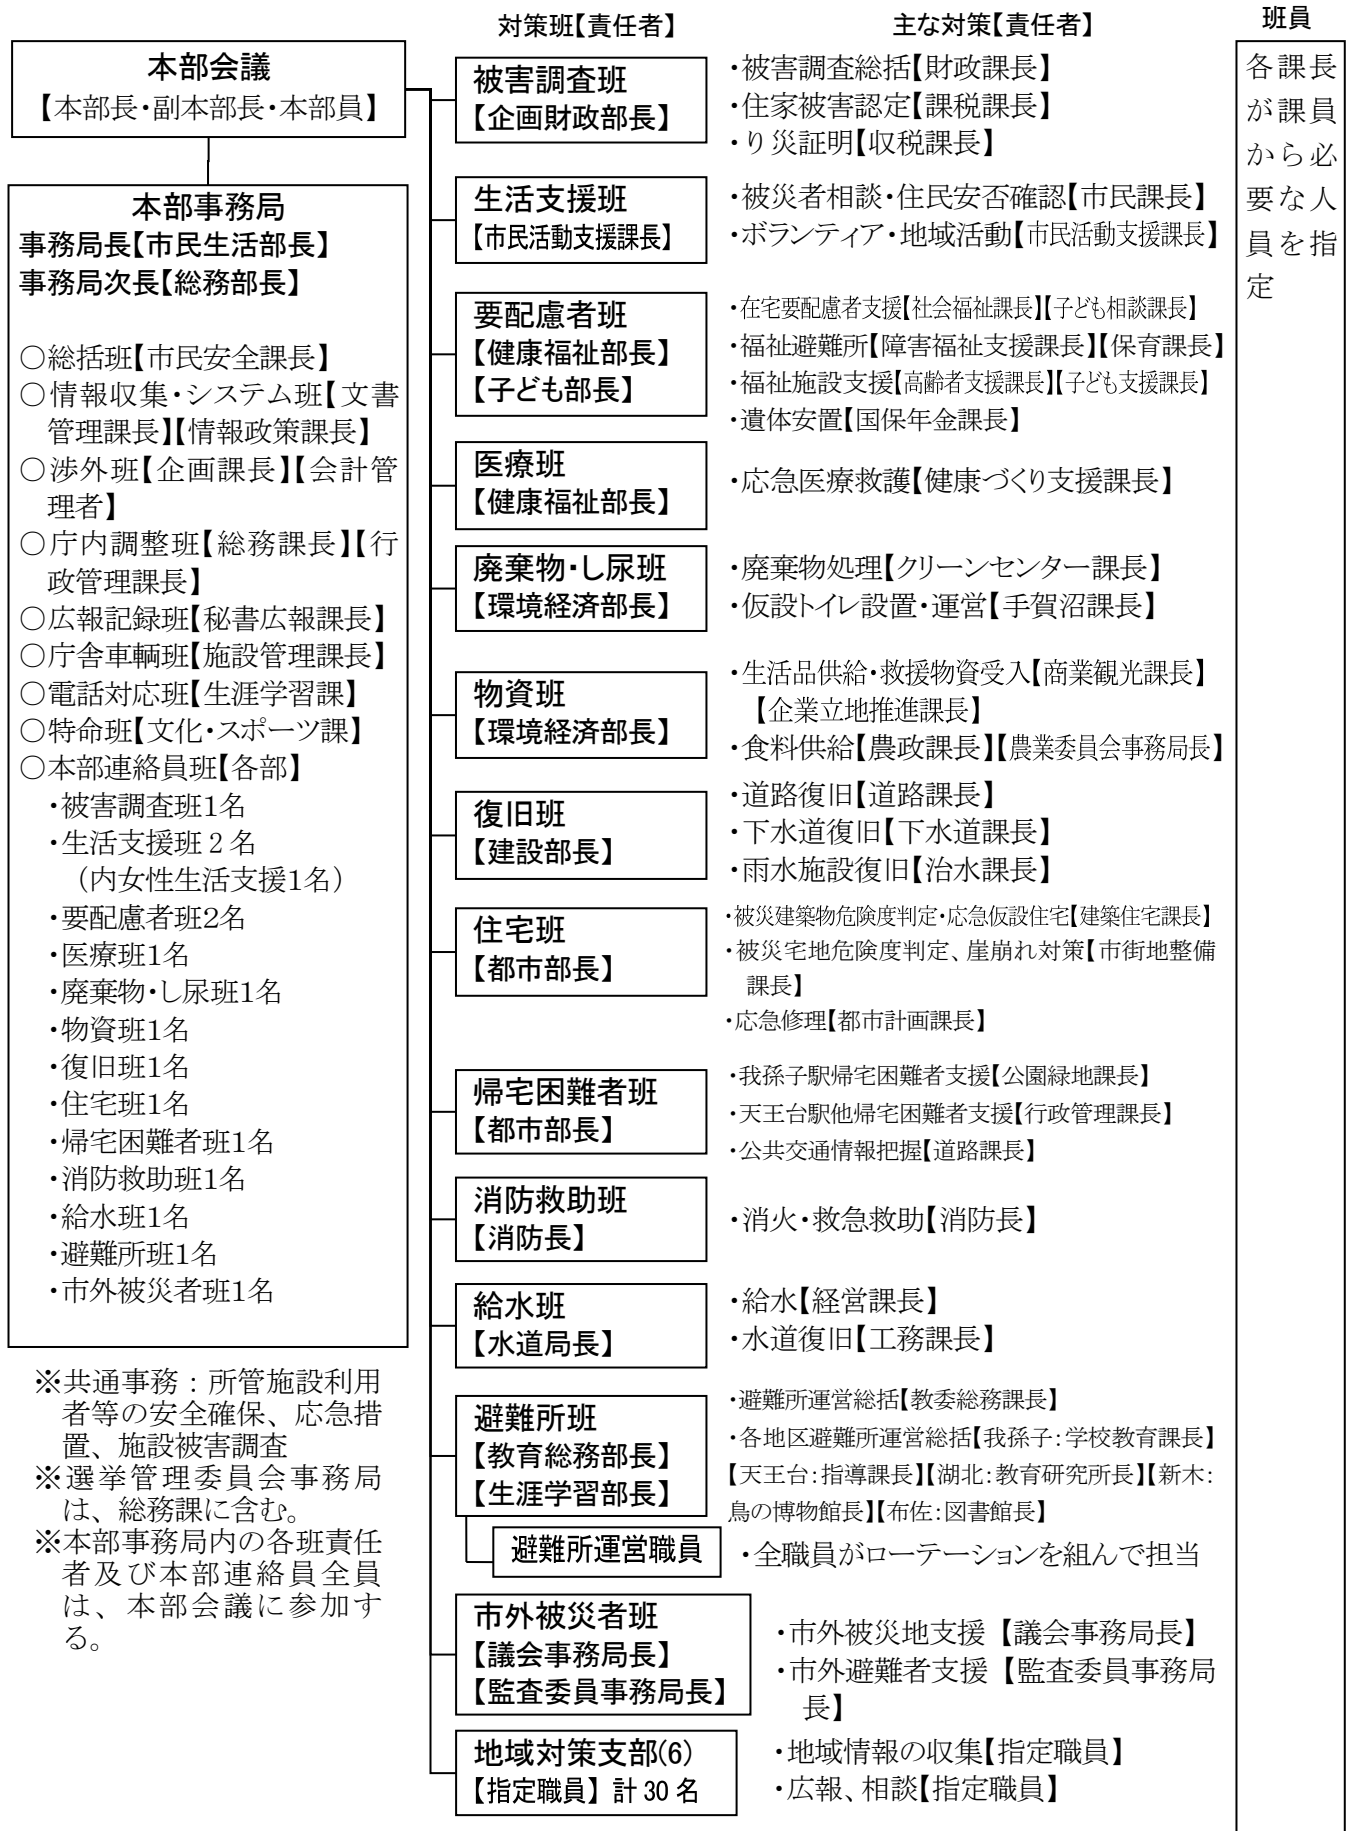 対策班【責任者】
主な対策【責任者】
班員
本部会議
【本部長・副本部長・本部員】
本部事務局
事務局長【市民生活部長】
事務局次長【総務部長】
○総括班【市民安全課長】
○情報収集・システム班【文書
管理課長】【情報政策課長】
○渉外班【企画課長】【会計管
理者】
○庁内調整班【総務課長】【行
政管理課長】
○広報記録班【秘書広報課長】
○庁舎車輌班【施設管理課長】
○電話対応班【生涯学習課】
○特命班【文化・スポーツ課】
○本部連絡員班【各部】
・被害調査班1名
・生活支援班２名
（内女性生活支援1名）
・要配慮者班2名
・医療班1名
・廃棄物・し尿班1名
・物資班1名
・復旧班1名
・住宅班1名
・帰宅困難者班1名
・消防救助班1名
・給水班1名
・避難所班1名
・市外被災者班1名
※共通事務：所管施設利用
者等の安全確保、応急措
置、施設被害調査
※選挙管理委員会事務局
は、総務課に含む。
※本部事務局内の各班責任
者及び本部連絡員全員
は、本部会議に参加す
る。
被害調査班
【企画財政部長】
・被害調査総括【財政課長】
・住家被害認定【課税課長】
・り災証明【収税課長】
生活支援班
【市民活動支援課長】
・被災者相談・住民安否確認【市民課長】
・ボランティア・地域活動【市民活動支援課長】
要配慮者班
【健康福祉部長】
【子ども部長】
・在宅要配慮者支援【社会福祉課長】【子ども相談課長】
・福祉避難所【障害福祉支援課長】【保育課長】
・福祉施設支援【高齢者支援課長】【子ども支援課長】
・遺体安置【国保年金課長】
医療班
【健康福祉部長】
・応急医療救護【健康づくり支援課長】
廃棄物・し尿班
【環境経済部長】
・廃棄物処理【クリーンセンター課長】
・仮設トイレ設置・運営【手賀沼課長】
物資班
【環境経済部長】
・生活品供給・救援物資受入【商業観光課長】
【企業立地推進課長】
・食料供給【農政課長】【農業委員会事務局長】
復旧班
【建設部長】
・道路復旧【道路課長】
・下水道復旧【下水道課長】
・雨水施設復旧【治水課長】
住宅班
【都市部長】
・被災建築物危険度判定・応急仮設住宅【建築住宅課長】
・被災宅地危険度判定、崖崩れ対策【市街地整備
課長】
・応急修理【都市計画課長】
帰宅困難者班
【都市部長】
・我孫子駅帰宅困難者支援【公園緑地課長】
・天王台駅他帰宅困難者支援【行政管理課長】
・公共交通情報把握【道路課長】
消防救助班
【消防長】
・消火・救急救助【消防長】
給水班
【水道局長】
・給水【経営課長】
・水道復旧【工務課長】
避難所班
【教育総務部長】
【生涯学習部長】
・避難所運営総括【教委総務課長】
・各地区避難所運営総括【我孫子：学校教育課長】
【天王台：指導課長】【湖北：教育研究所長】【新木：
鳥の博物館長】【布佐：図書館長】
避難所運営職員
・全職員がローテーションを組んで担当
市外被災者班
【議会事務局長】
【監査委員事務局長】
・市外被災地支援 【議会事務局長】
・市外避難者支援 【監査委員事務局
長】
地域対策支部(6)
【指定職員】計30名
・地域情報の収集【指定職員】
・広報、相談【指定職員】
各課長
が課員
から必
要な人
員を指
定